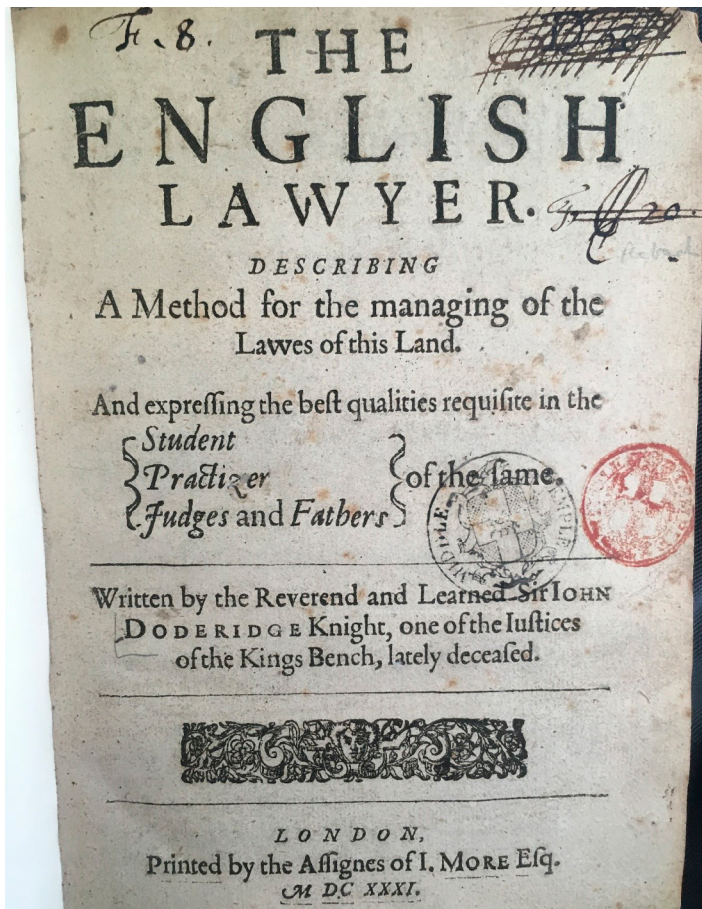 F. 8.
THE
ENGLISH
LAWYER.
F. 20.
DESCRIBING
A Method for the managing of the
Lawes of this Land.
And expreſſing the beſt qualities requiſite in the
Student
Practizer
Judges and Fathers
of the ſame.
MIDDLE TEMPLE
Written by the Reverend and Learned Sir IOHN
DODERIDGE Knight, one of the Iuſtices
of the Kings Bench, lately deceaſed.
LONDON,
Printed by the Aſſignes of I. MORE Eſq.
M DC XXXI.